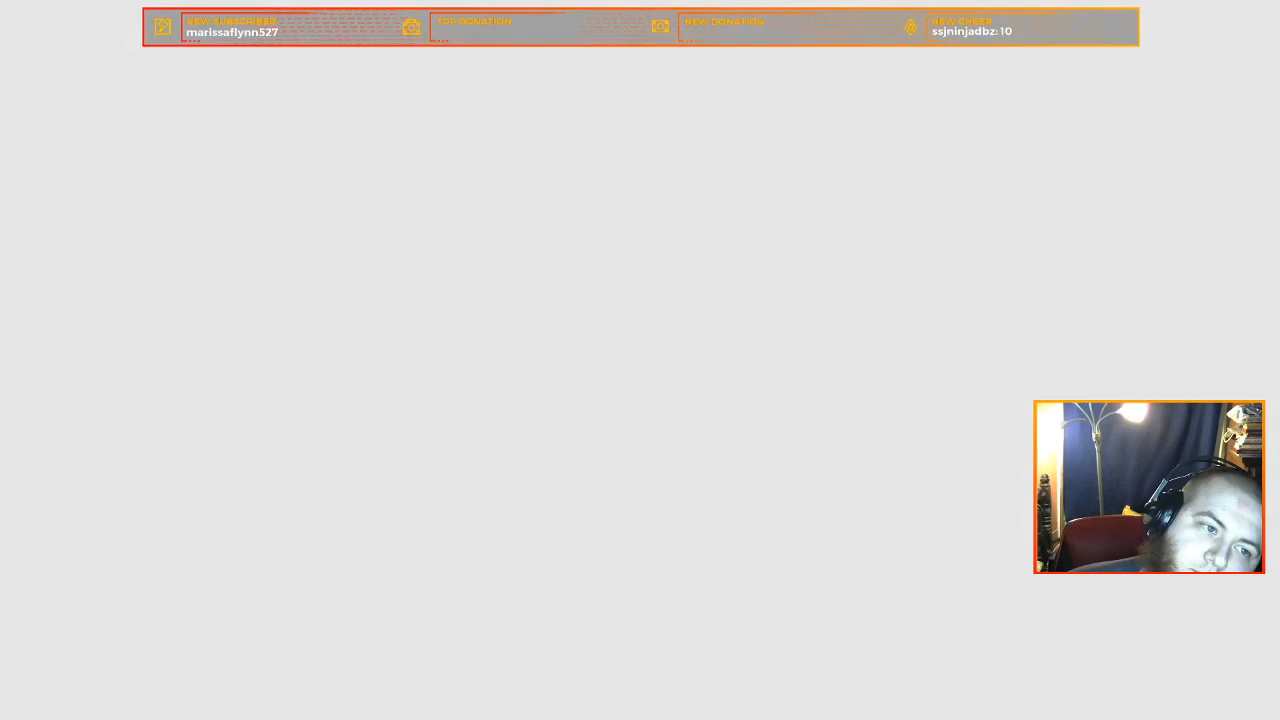 NEW SUBSCRIBER
marissaflynn527
TOP DONATION
NEW DONATION
NEW CHEER
ssjninjadbz: 10